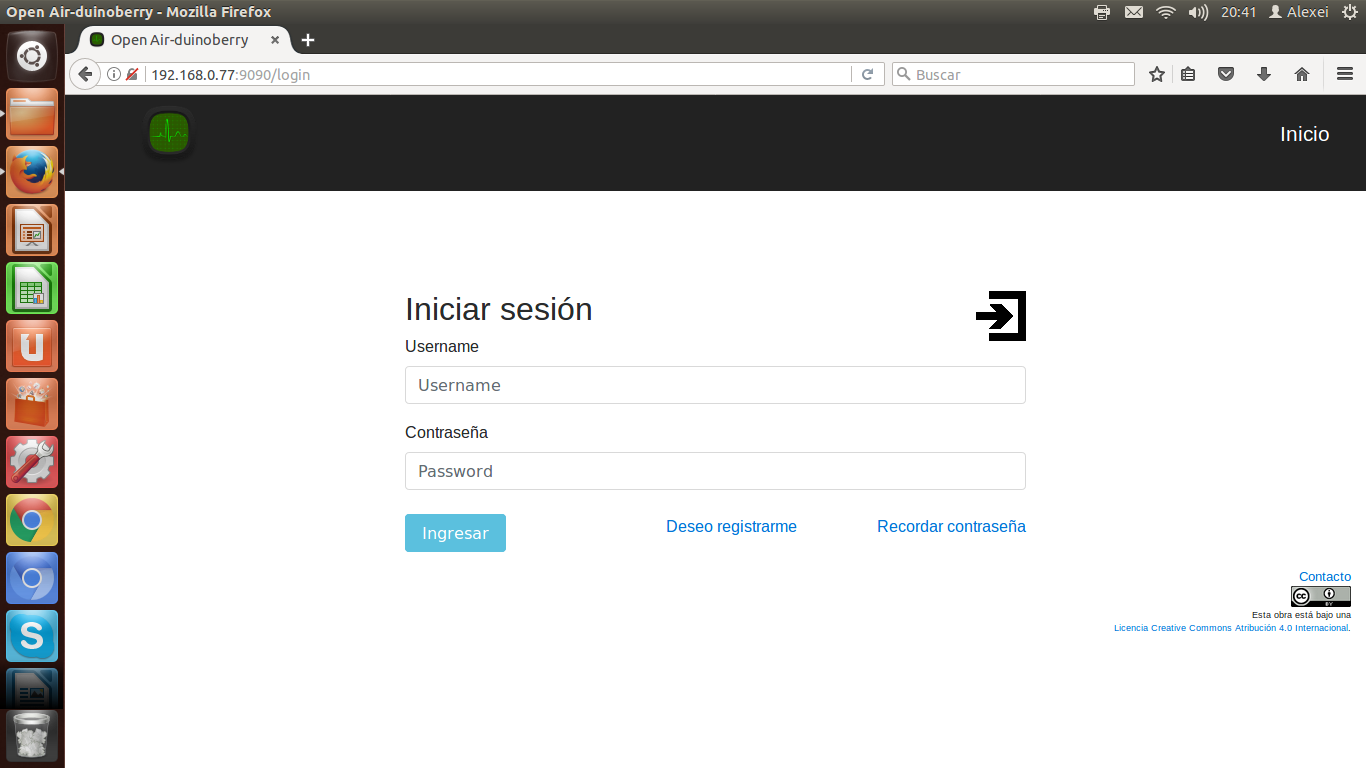 Open Air-duinoberry - Mozilla Firefox
20:41 Alexei
Open Air-duinoberry
192.168.0.77:9090/login
Buscar
Inicio
Iniciar sesión
Username
Username
Contraseña
Password
Ingresar
Deseo registrarme
Recordar contraseña
Contacto
cc
BY
Esta obra está bajo una
Licencia Creative Commons Atribución 4.0 Internacional.